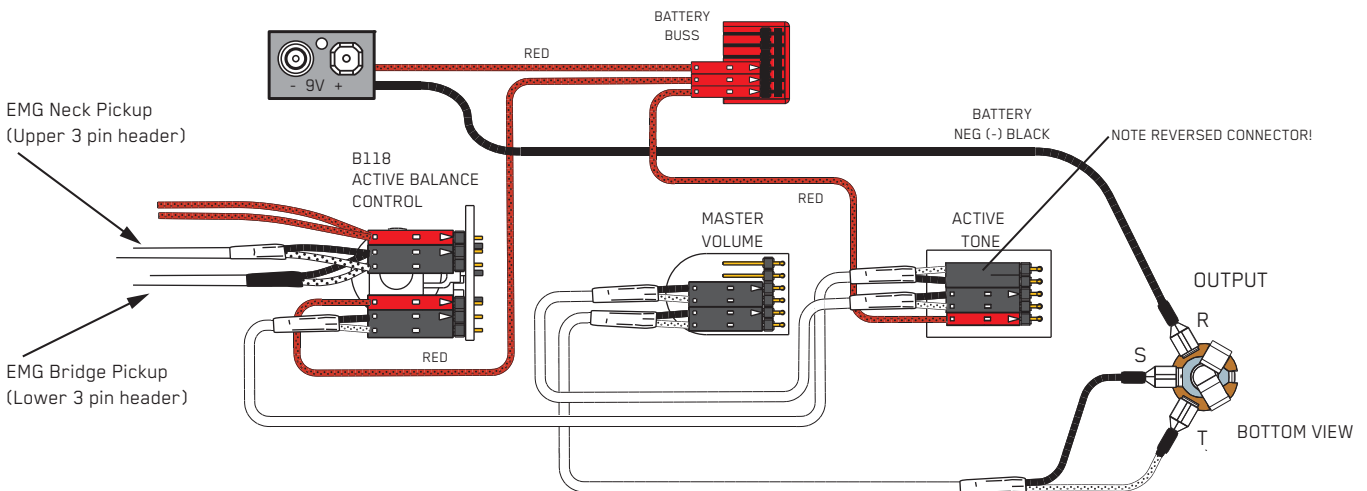 BATTERY
BUSS
RED
- 9V +
EMG Neck Pickup
(Upper 3 pin header)
BATTERY
NEG (-) BLACK
NOTE REVERSED CONNECTOR!
B118
ACTIVE BALANCE
CONTROL
RED
MASTER
VOLUME
ACTIVE
TONE
OUTPUT
R
S
RED
EMG Bridge Pickup
(Lower 3 pin header)
T
BOTTOM VIEW